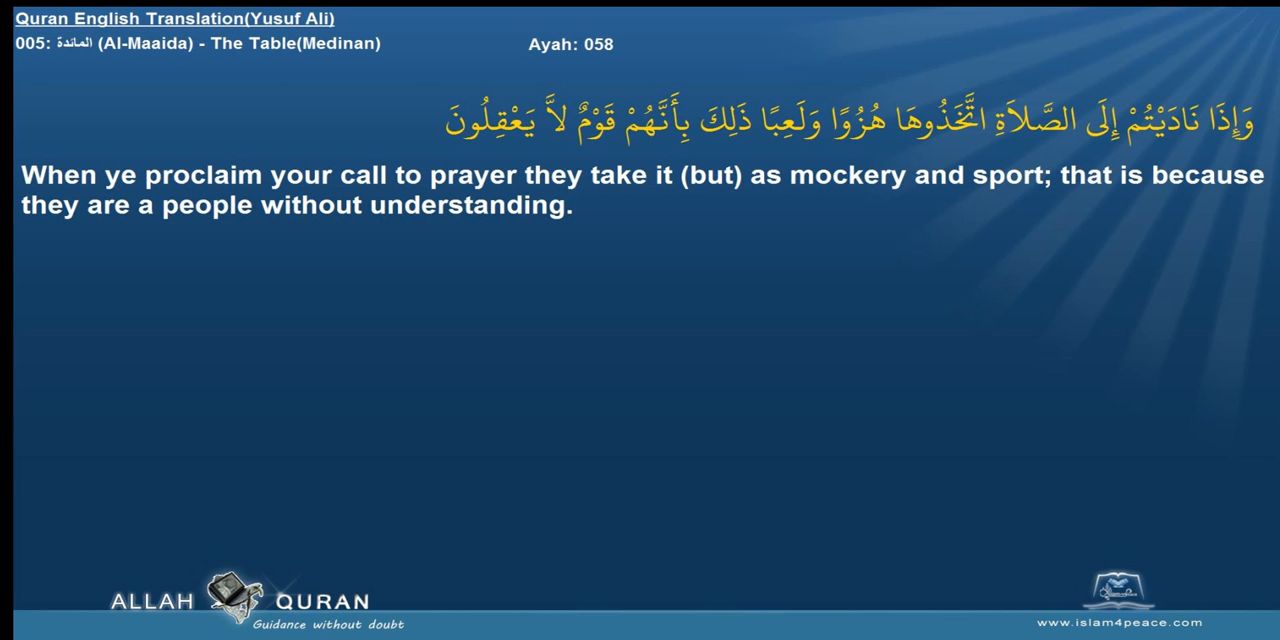 Quran English Translation(Yusuf Ali)
005: المائدة (Al-Maaida) - The Table(Medinan) Ayah: 058
وَإِذَا نَادَيْتُمْ إِلَى الصَّلاَةِ اتَّخَذُوهَا هُزُوًا وَلَعِبًا ذَلِكَ بِأَنَّهُمْ قَوْمٌ لاَّ يَعْقِلُونَ
When ye proclaim your call to prayer they take it (but) as mockery and sport; that is because
they are a people without understanding.
ALLAH QURAN
Guidance without doubt
www.islam4peace.com